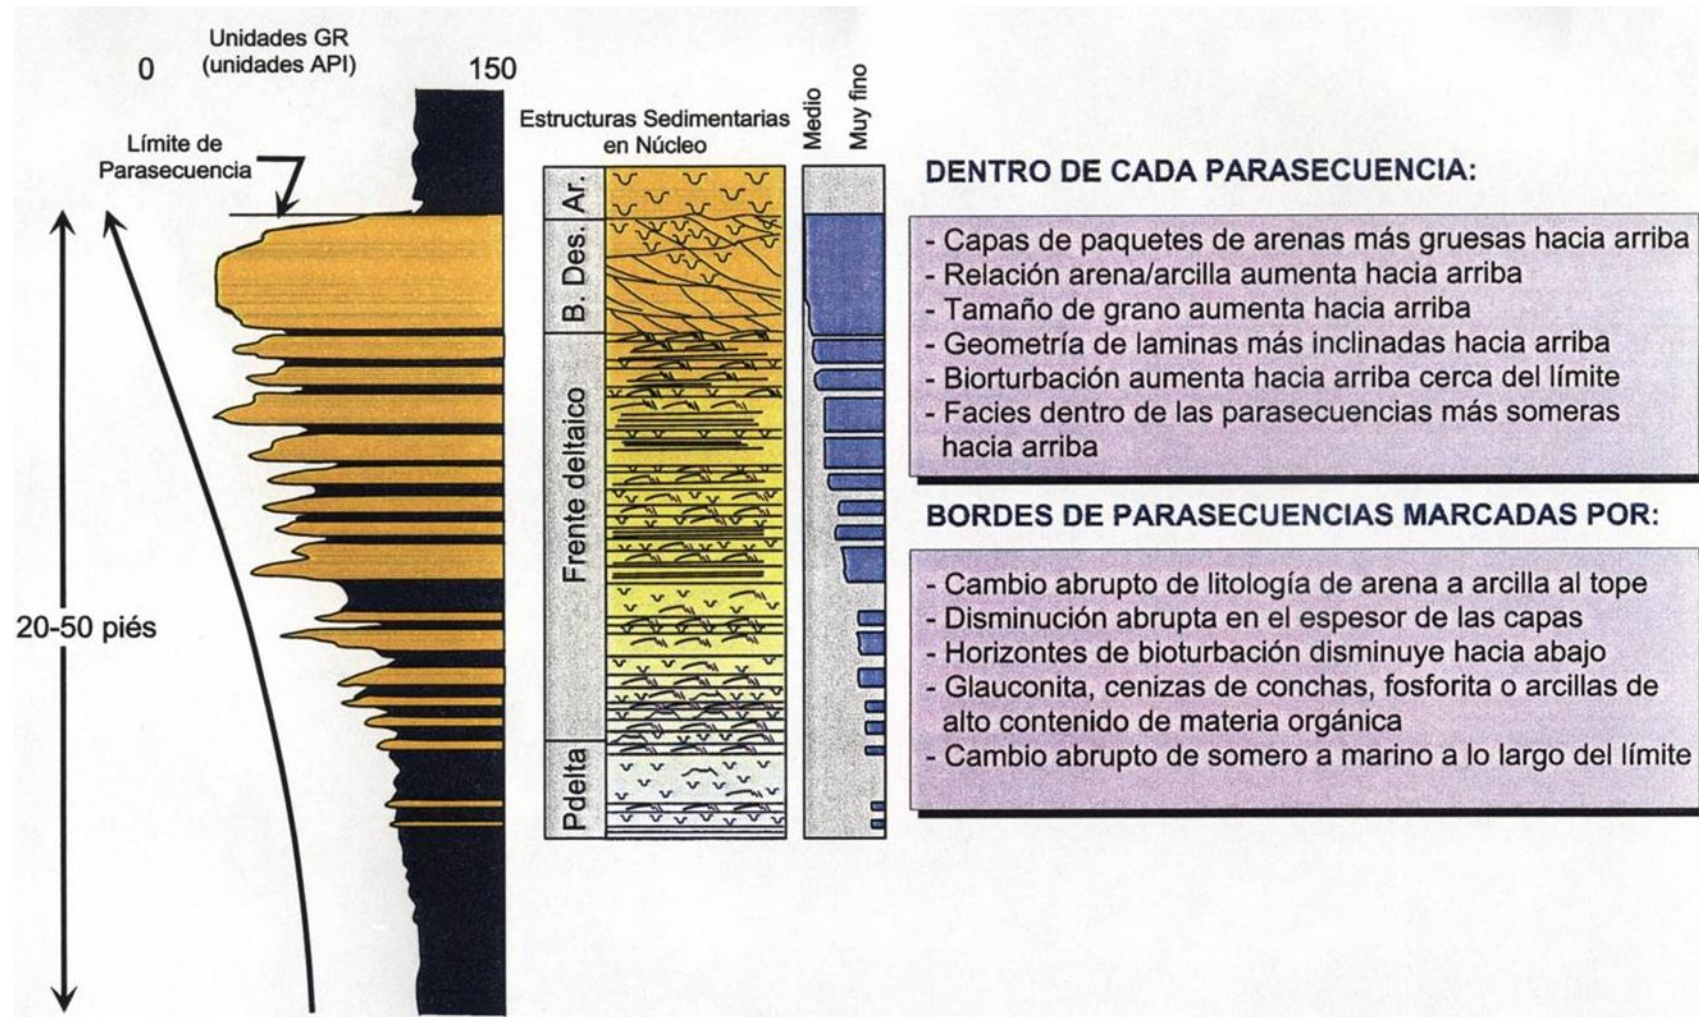 Unidades GR
(unidades API)
0
150
Límite de
Parasecuencia
20-50 piés
Estructuras Sedimentarias
en Núcleo
Medio
Muy fino
Ar.
B. Des.
Frente deltaico
Pdelta
DENTRO DE CADA PARASECUENCIA:
- Capas de paquetes de arenas más gruesas hacia arriba
- Relación arena/arcilla aumenta hacia arriba
- Tamaño de grano aumenta hacia arriba
- Geometría de laminas más inclinadas hacia arriba
- Biorturbación aumenta hacia arriba cerca del límite
- Facies dentro de las parasecuencias más someras
hacia arriba
BORDES DE PARASECUENCIAS MARCADAS POR:
- Cambio abrupto de litología de arena a arcilla al tope
- Disminución abrupta en el espesor de las capas
- Horizontes de bioturbación disminuye hacia abajo
- Glauconita, cenizas de conchas, fosforita o arcillas de
alto contenido de materia orgánica
- Cambio abrupto de somero a marino a lo largo del límite